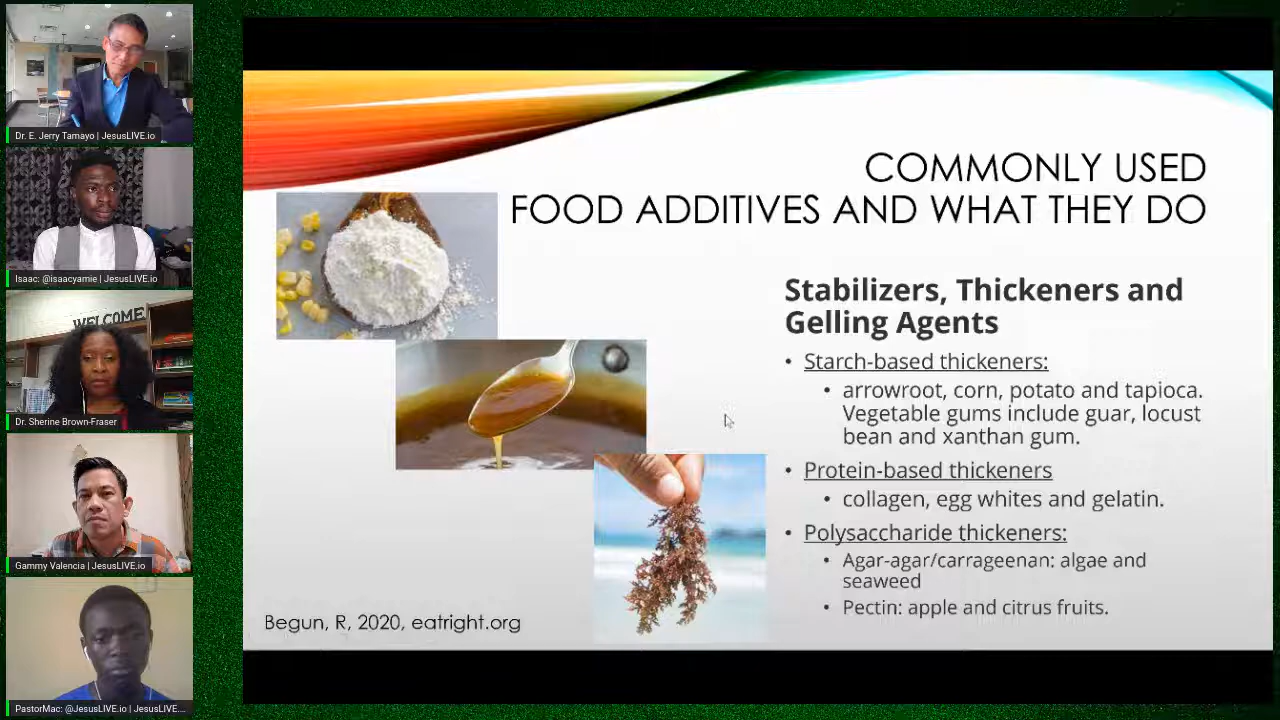 Dr. E. Jerry Tamayo | JesusLIVE.io
Isaac: @isaacyamie | JesusLIVE.io
WELCOME
Dr. Sherine Brown-Fraser
Gammy Valencia | JesusLIVE.io
PastorMac: @JesusLIVE.io | JesusLIVE....
COMMONLY USED
FOOD ADDITIVES AND WHAT THEY DO
Stabilizers, Thickeners and
Gelling Agents
• Starch-based thickeners:
• arrowroot, corn, potato and tapioca.
Vegetable gums include guar, locust
bean and xanthan gum.
• Protein-based thickeners
• collagen, egg whites and gelatin.
• Polysaccharide thickeners:
• Agar-agar/carrageenan: algae and
seaweed
• Pectin: apple and citrus fruits.
Begun, R, 2020, eatright.org